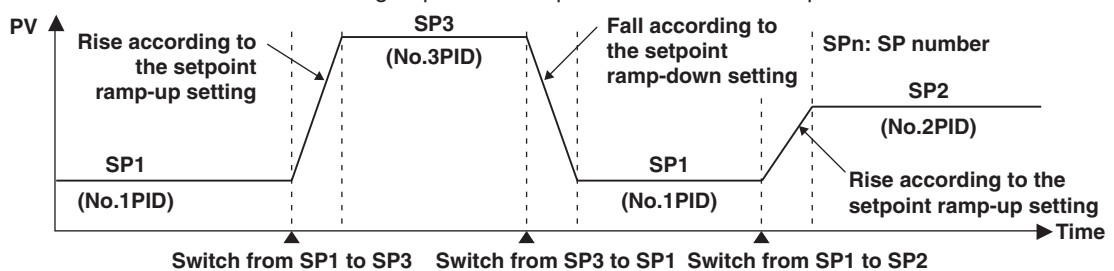 PV
Rise according to
the setpoint
ramp-up setting
SP3
(No.3PID)
Fall according to
the setpoint
ramp-down setting
SPn: SP number
SP2
(No.2PID)
SP1
(No.1PID)
SP1
(No.1PID)
Rise according to the
setpoint ramp-up setting
Time
Switch from SP1 to SP3
Switch from SP3 to SP1
Switch from SP1 to SP2